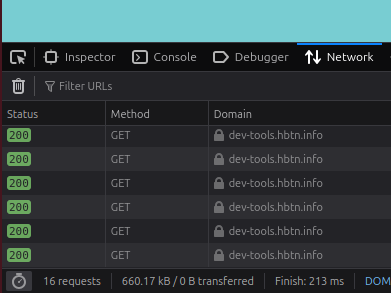 Inspector Console Debugger Network
Filter URLs
Status Method Domain
200 GET dev-tools.hbtn.info
200 GET dev-tools.hbtn.info
200 GET dev-tools.hbtn.info
200 GET dev-tools.hbtn.info
200 GET dev-tools.hbtn.info
200 GET dev-tools.hbtn.info
16 requests 660.17 kB / 0 B transferred Finish: 213 ms DOM